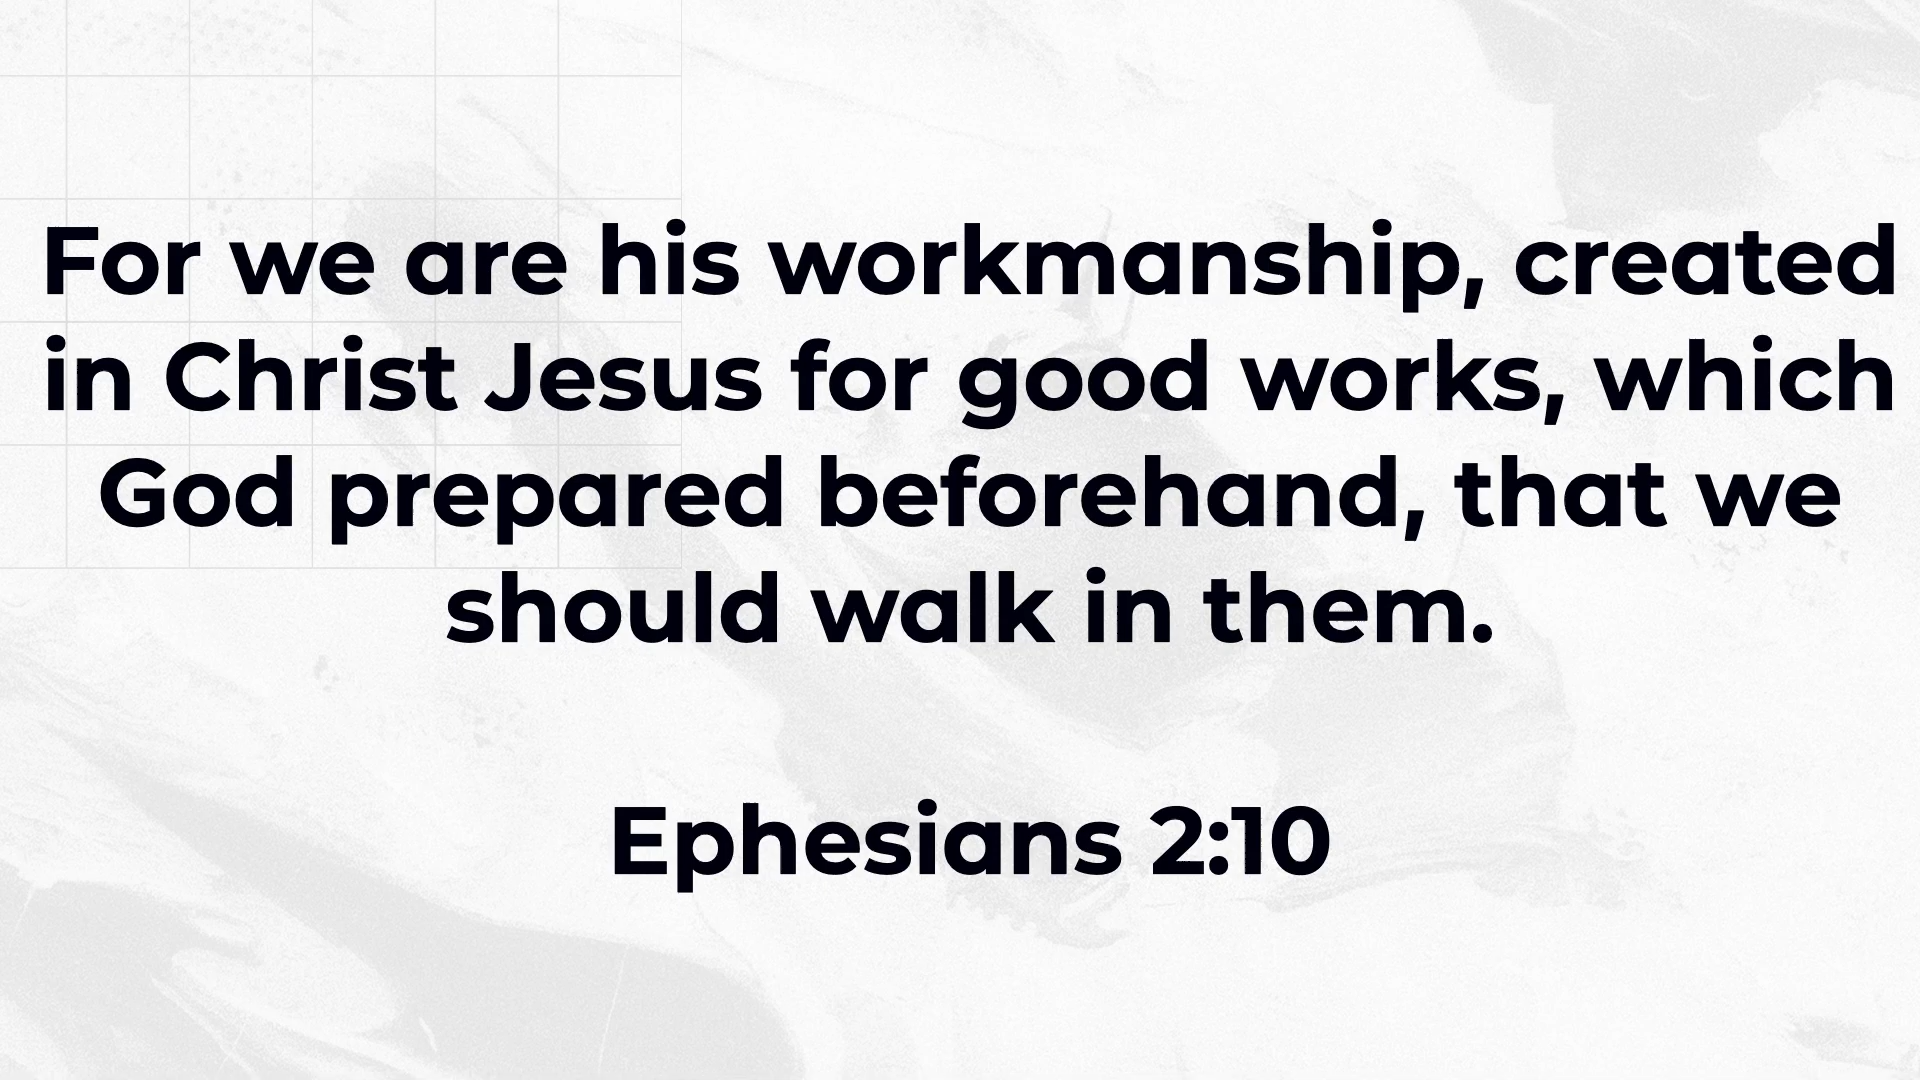 For we are his workmanship, created
in Christ Jesus for good works, which
God prepared beforehand, that we
should walk in them.
Ephesians 2:10